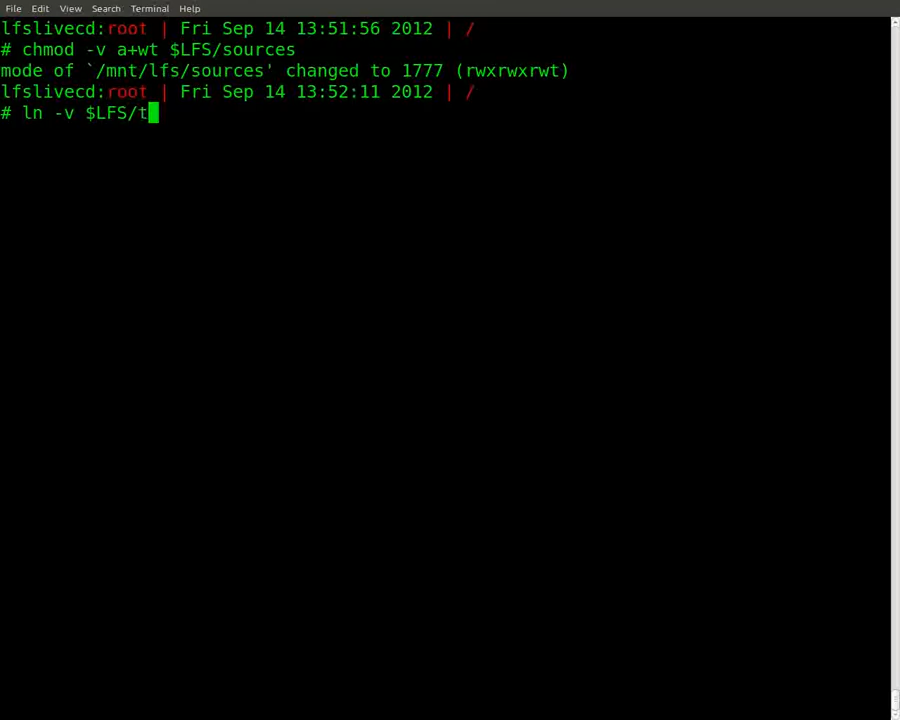 File Edit View Search Terminal Help
lfslivecd:root | Fri Sep 14 13:51:56 2012 | /
# chmod -v a+wt $LFS/sources
mode of `/mnt/lfs/sources' changed to 1777 (rwxrwxrwt)
lfslivecd:root | Fri Sep 14 13:52:11 2012 | /
# ln -v $LFS/t